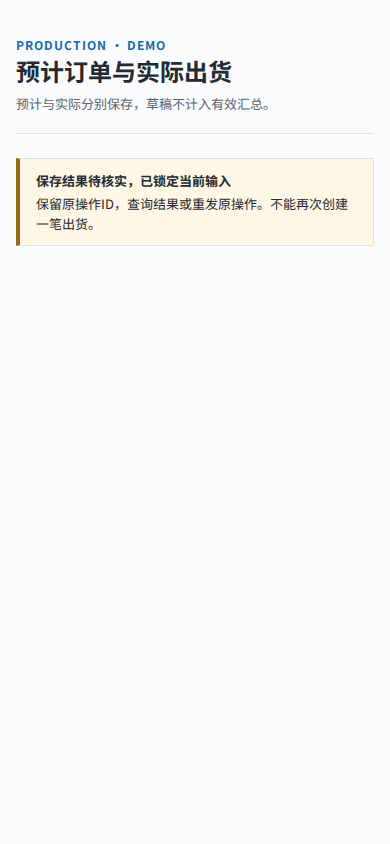 PRODUCTION · DEMO
预计订单与实际出货
预计与实际分别保存，草稿不计入有效汇总。
保存结果待核实，已锁定当前输入
保留原操作ID，查询结果或重发原操作。不能再次创建
一笔出货。